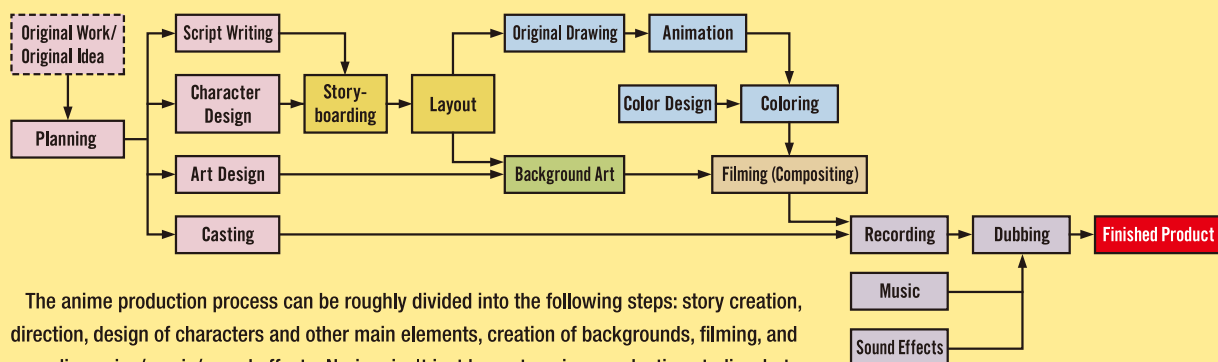 Original Work/
Original Idea
Planning
Script Writing
Character
Design
Art Design
Casting
Story-
boarding
Layout
Original Drawing
Animation
Color Design
Coloring
Background Art
Filming (Compositing)
Recording
Dubbing
Finished Product
Music
Sound Effects
The anime production process can be roughly divided into the following steps: story creation,
direction, design of characters and other main elements, creation of backgrounds, filming, and